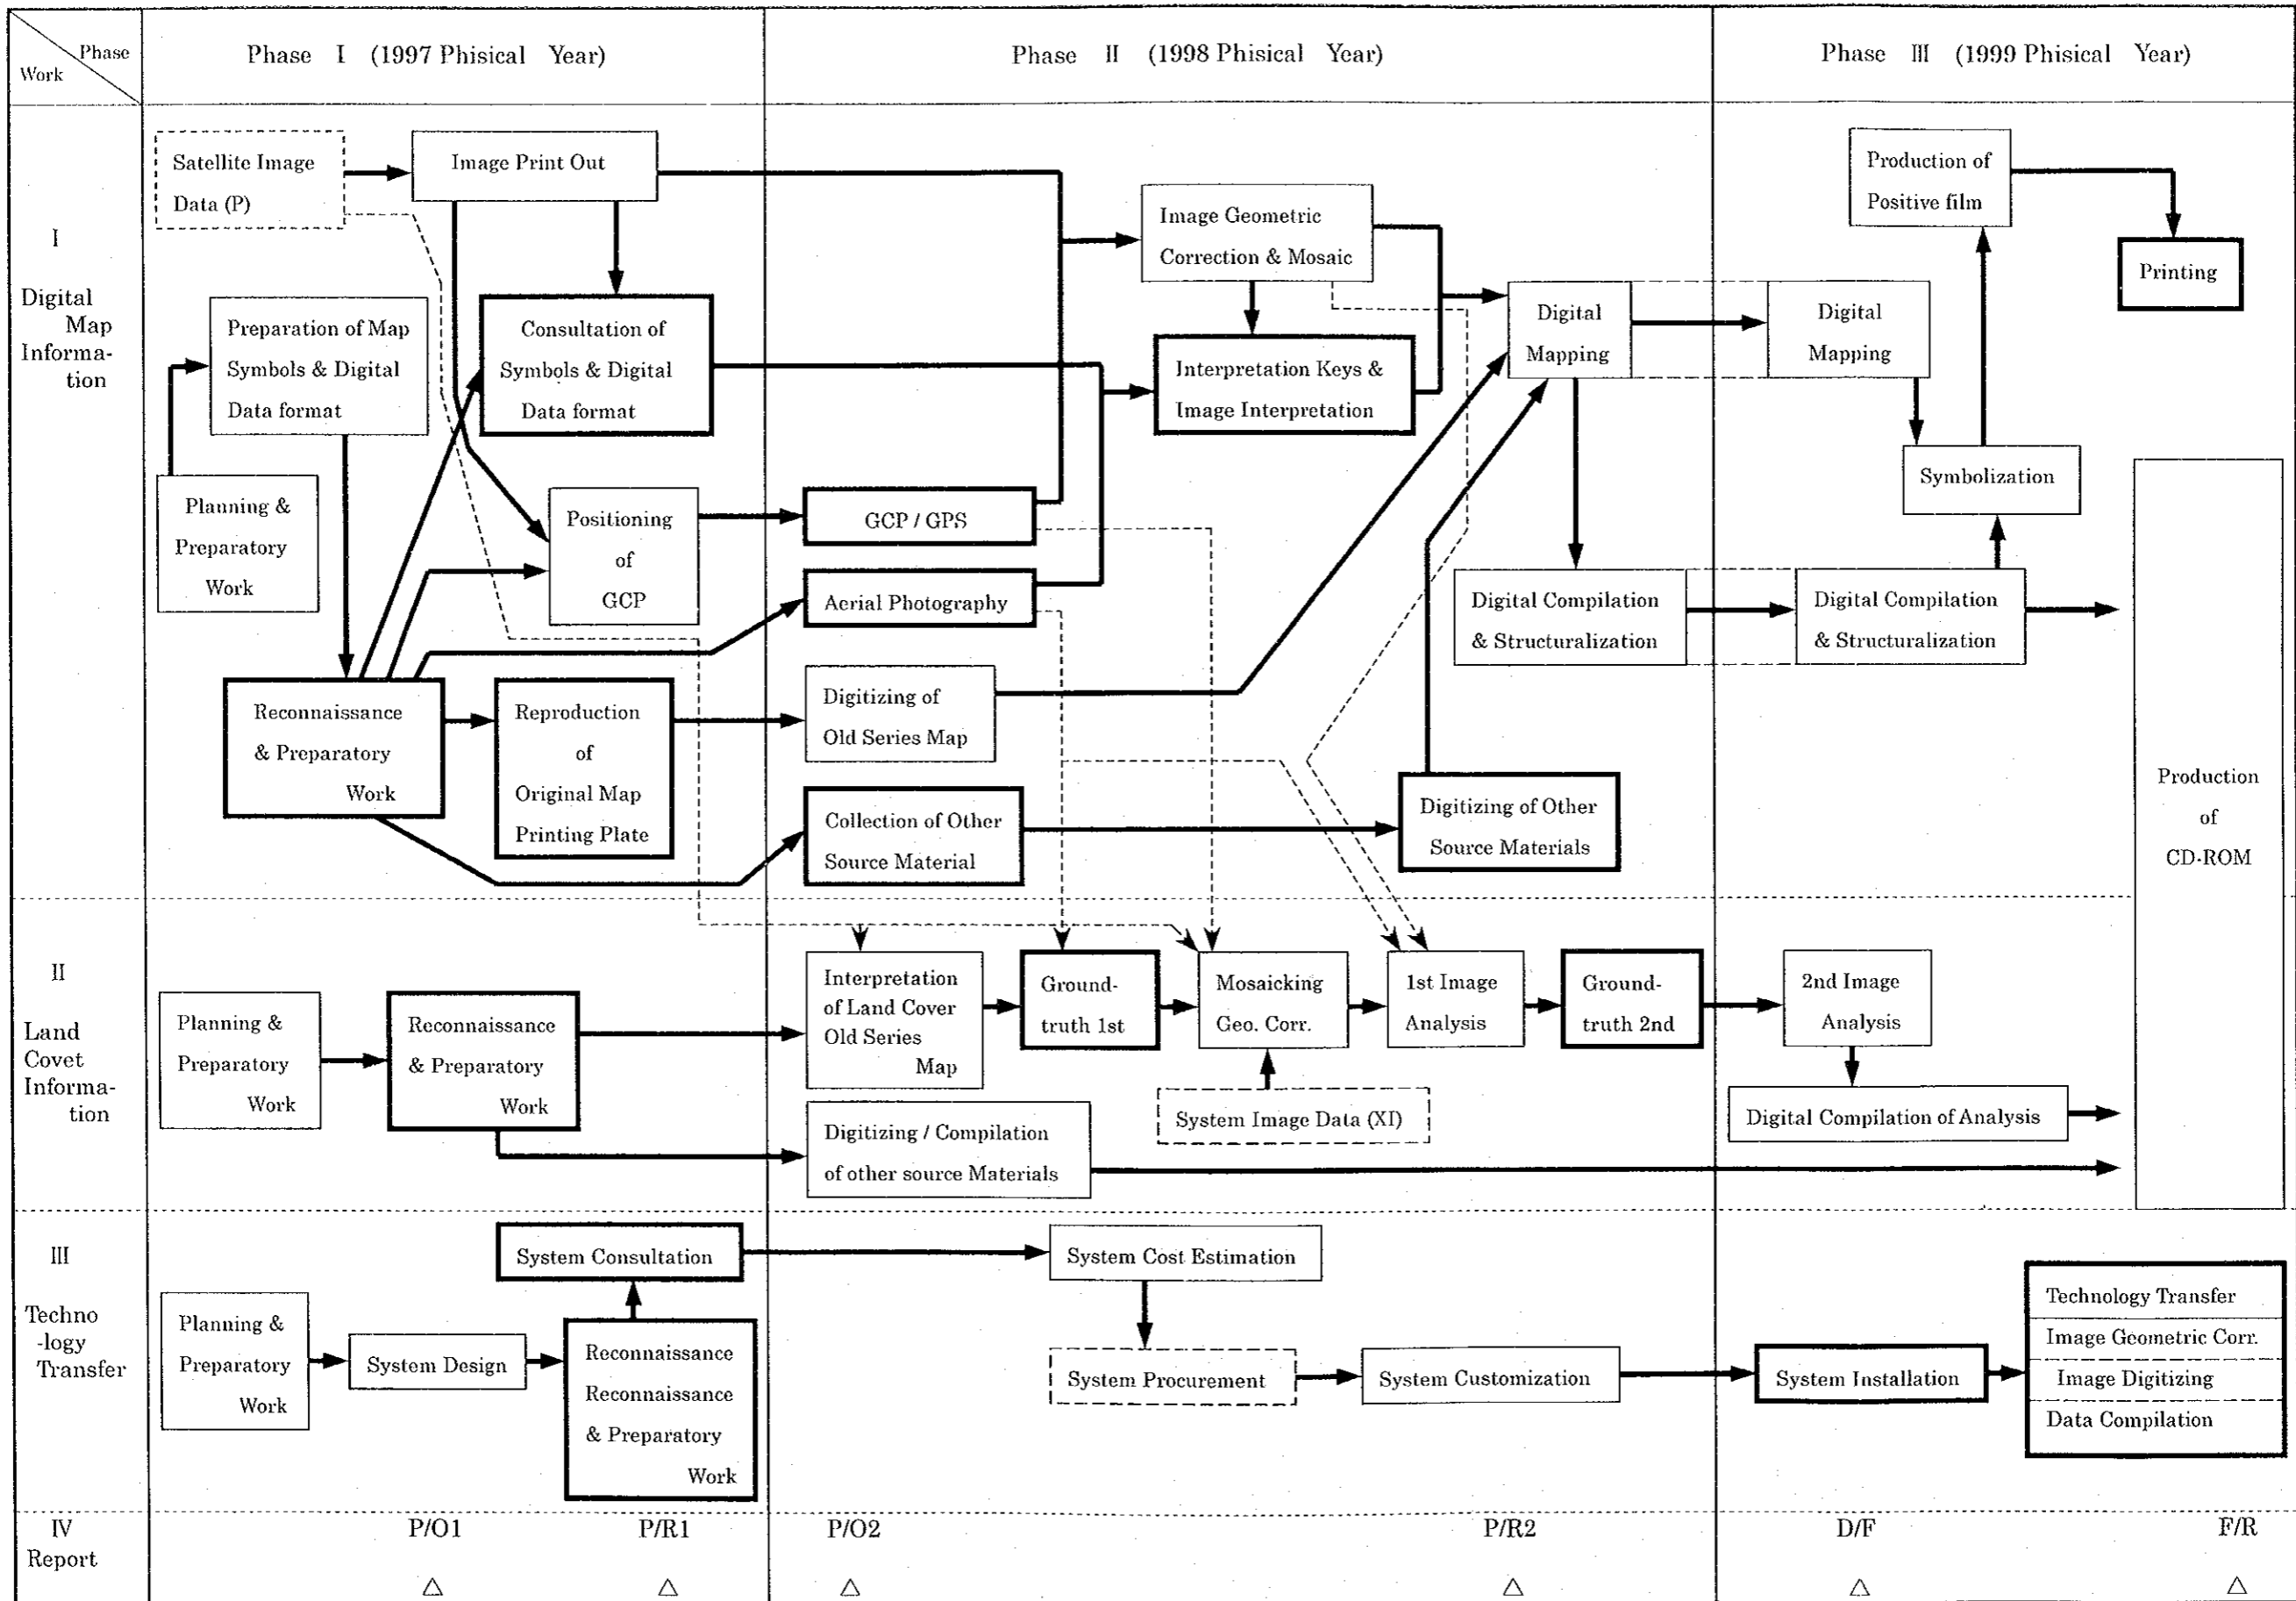 Phase
Work
Phase I (1997 Phisical Year)
Phase II (1998 Phisical Year)
Phase III (1999 Phisical Year)
I
Digital
Map
Informa-
tion
Satellite Image
Data (P)
Image Print Out
Preparation of Map
Symbols & Digital
Data format
Consultation of
Symbols & Digital
Data format
Planning &
Preparatory
Work
Positioning
of
GCP
Reconnaissance
& Preparatory
Work
Reproduction
of
Original Map
Printing Plate
GCP / GPS
Aerial Photography
Digitizing of
Old Series Map
Collection of Other
Source Material
Image Geometric
Correction & Mosaic
Interpretation Keys &
Image Interpretation
Digital
Mapping
Digital Compilation
& Structuralization
Digitizing of Other
Source Materials
Production of
Positive film
Printing
Digital
Mapping
Symbolization
Digital Compilation
& Structuralization
Production
of
CD-ROM
II
Land
Covet
Informa-
tion
Planning &
Preparatory
Work
Reconnaissance
& Preparatory
Work
Interpretation
of Land Cover
Old Series
Map
Ground-
truth 1st
Mosaicking
Geo. Corr.
1st Image
Analysis
Ground-
truth 2nd
System Image Data (XI)
Digitizing / Compilation
of other source Materials
2nd Image
Analysis
Digital Compilation of Analysis
III
Techno
-logy
Transfer
Planning &
Preparatory
Work
System Design
System Consultation
Reconnaissance
Reconnaissance
& Preparatory
Work
System Cost Estimation
System Procurement
System Customization
System Installation
Technology Transfer
Image Geometric Corr.
Image Digitizing
Data Compilation
IV
Report
P/O1
P/R1
P/O2
P/R2
D/F
F/R